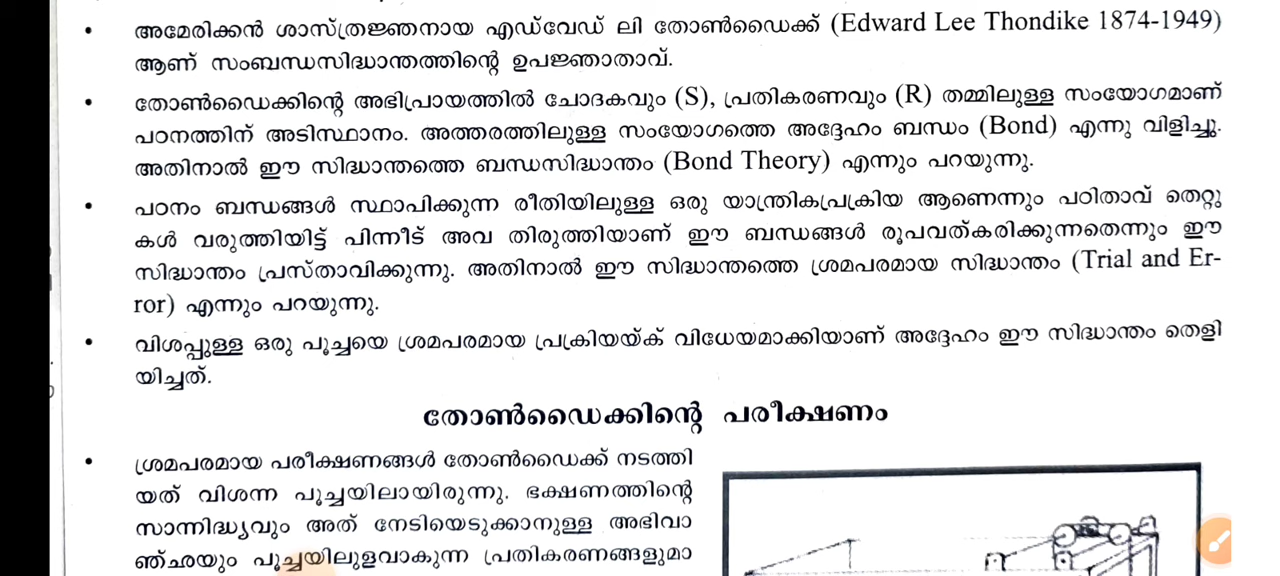 • അമേരിക്കൻ ശാസ്ത്രജ്ഞനായ എഡ്‌വേഡ് ലി തോൺഡൈക്ക് (Edward Lee Thondike 1874-1949)
ആണ് സംബന്ധസിദ്ധാന്തത്തിന്റെ ഉപജ്ഞാതാവ്.
• തോൺഡൈക്കിന്റെ അഭിപ്രായത്തിൽ ചോദകവും (S), പ്രതികരണവും (R) തമ്മിലുള്ള സംയോഗമാണ്
പഠനത്തിന് അടിസ്ഥാനം. അത്തരത്തിലുള്ള സംയോഗത്തെ അദ്ദേഹം ബന്ധം (Bond) എന്നു വിളിച്ചു.
അതിനാൽ ഈ സിദ്ധാന്തത്തെ ബന്ധസിദ്ധാന്തം (Bond Theory) എന്നും പറയുന്നു.
• പഠനം ബന്ധങ്ങൾ സ്ഥാപിക്കുന്ന രീതിയിലുള്ള ഒരു യാന്ത്രികപ്രക്രിയ ആണെന്നും പഠിതാവ് തെറ്റു
കൾ വരുത്തിയിട്ട് പിന്നീട് അവ തിരുത്തിയാണ് ഈ ബന്ധങ്ങൾ രൂപവത്കരിക്കുന്നതെന്നും ഈ
സിദ്ധാന്തം പ്രസ്താവിക്കുന്നു. അതിനാൽ ഈ സിദ്ധാന്തത്തെ ശ്രമപരമായ സിദ്ധാന്തം (Trial and Er-
ror) എന്നും പറയുന്നു.
• വിശപ്പുള്ള ഒരു പൂച്ചയെ ശ്രമപരമായ പ്രക്രിയയ്ക് വിധേയമാക്കിയാണ് അദ്ദേഹം ഈ സിദ്ധാന്തം തെളി
യിച്ചത്.
തോൺഡൈക്കിന്റെ പരീക്ഷണം
• ശ്രമപരമായ പരീക്ഷണങ്ങൾ തോൺഡൈക്ക് നടത്തി
യത് വിശന്ന പൂച്ചയിലായിരുന്നു. ഭക്ഷണത്തിന്റെ
സാന്നിദ്ധ്യവും അത് നേടിയെടുക്കാനുള്ള അഭിവാ
ഞ്ഛയും പൂച്ചയിലുളവാകുന്ന പ്രതികരണങ്ങളുമാ